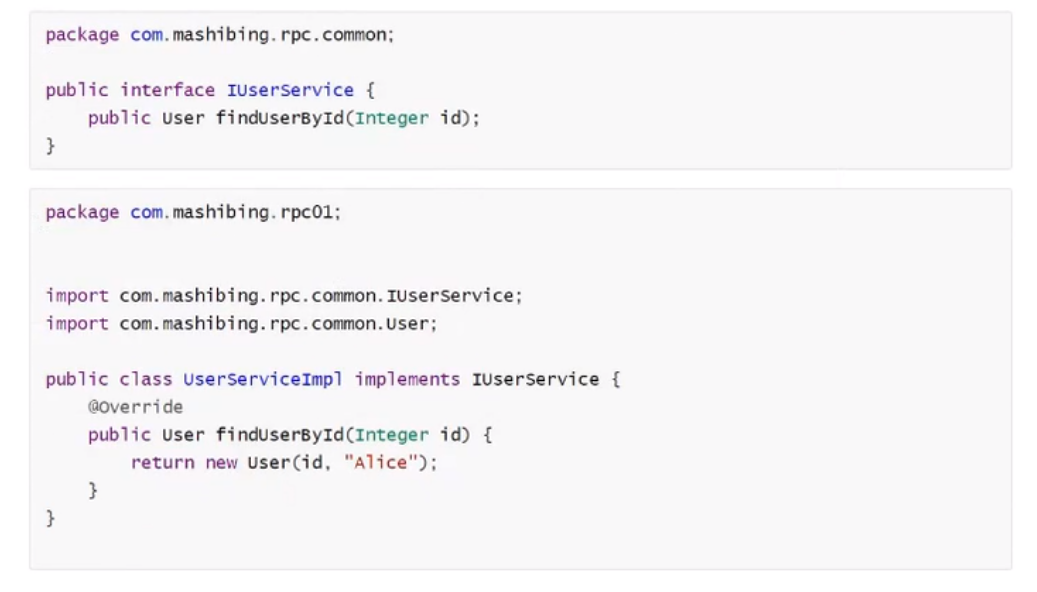 package com.mashibing.rpc.common;
public interface IUserService {
    public User findUserById(Integer id);
}
package com.mashibing.rpc01;
import com.mashibing.rpc.common.IUserService;
import com.mashibing.rpc.common.User;
public class UserServiceImpl implements IUserService {
    @Override
    public User findUserById(Integer id) {
        return new User(id, "Alice");
    }
}